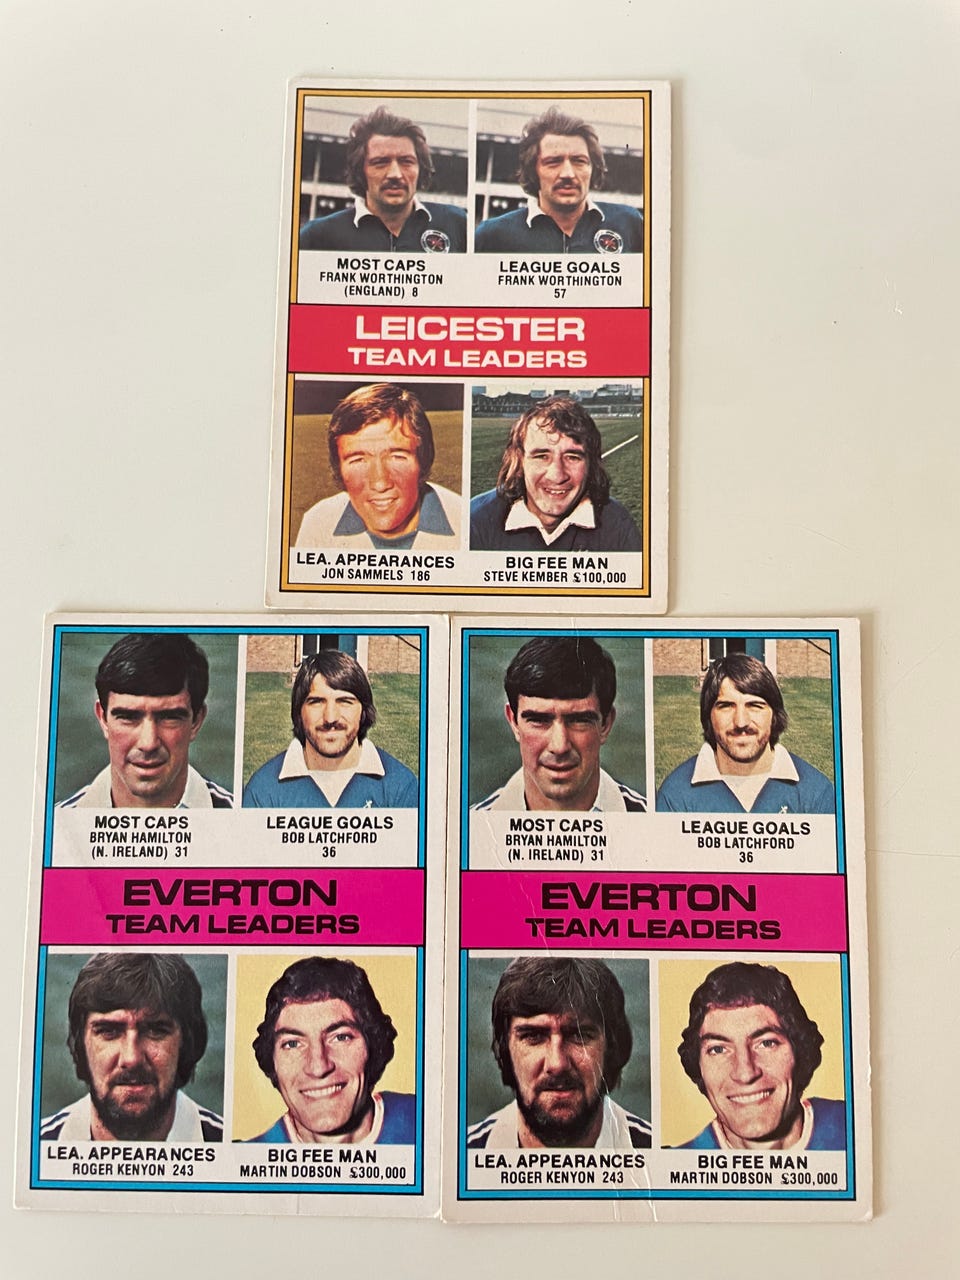 MOST CAPS
FRANK WORTHINGTON
(ENGLAND) 8
LEAGUE GOALS
FRANK WORTHINGTON
57
LEICESTER
TEAM LEADERS
LEA. APPEARANCES
JON SAMMELS 186
BIG FEE MAN
STEVE KEMBER £100,000
MOST CAPS
BRYAN HAMILTON
(N. IRELAND) 31
LEAGUE GOALS
BOB LATCHFORD
36
EVERTON
TEAM LEADERS
LEA. APPEARANCES
ROGER KENYON 243
BIG FEE MAN
MARTIN DOBSON £300,000
MOST CAPS
BRYAN HAMILTON
(N. IRELAND) 31
LEAGUE GOALS
BOB LATCHFORD
36
EVERTON
TEAM LEADERS
LEA. APPEARANCES
ROGER KENYON 243
BIG FEE MAN
MARTIN DOBSON £300,000